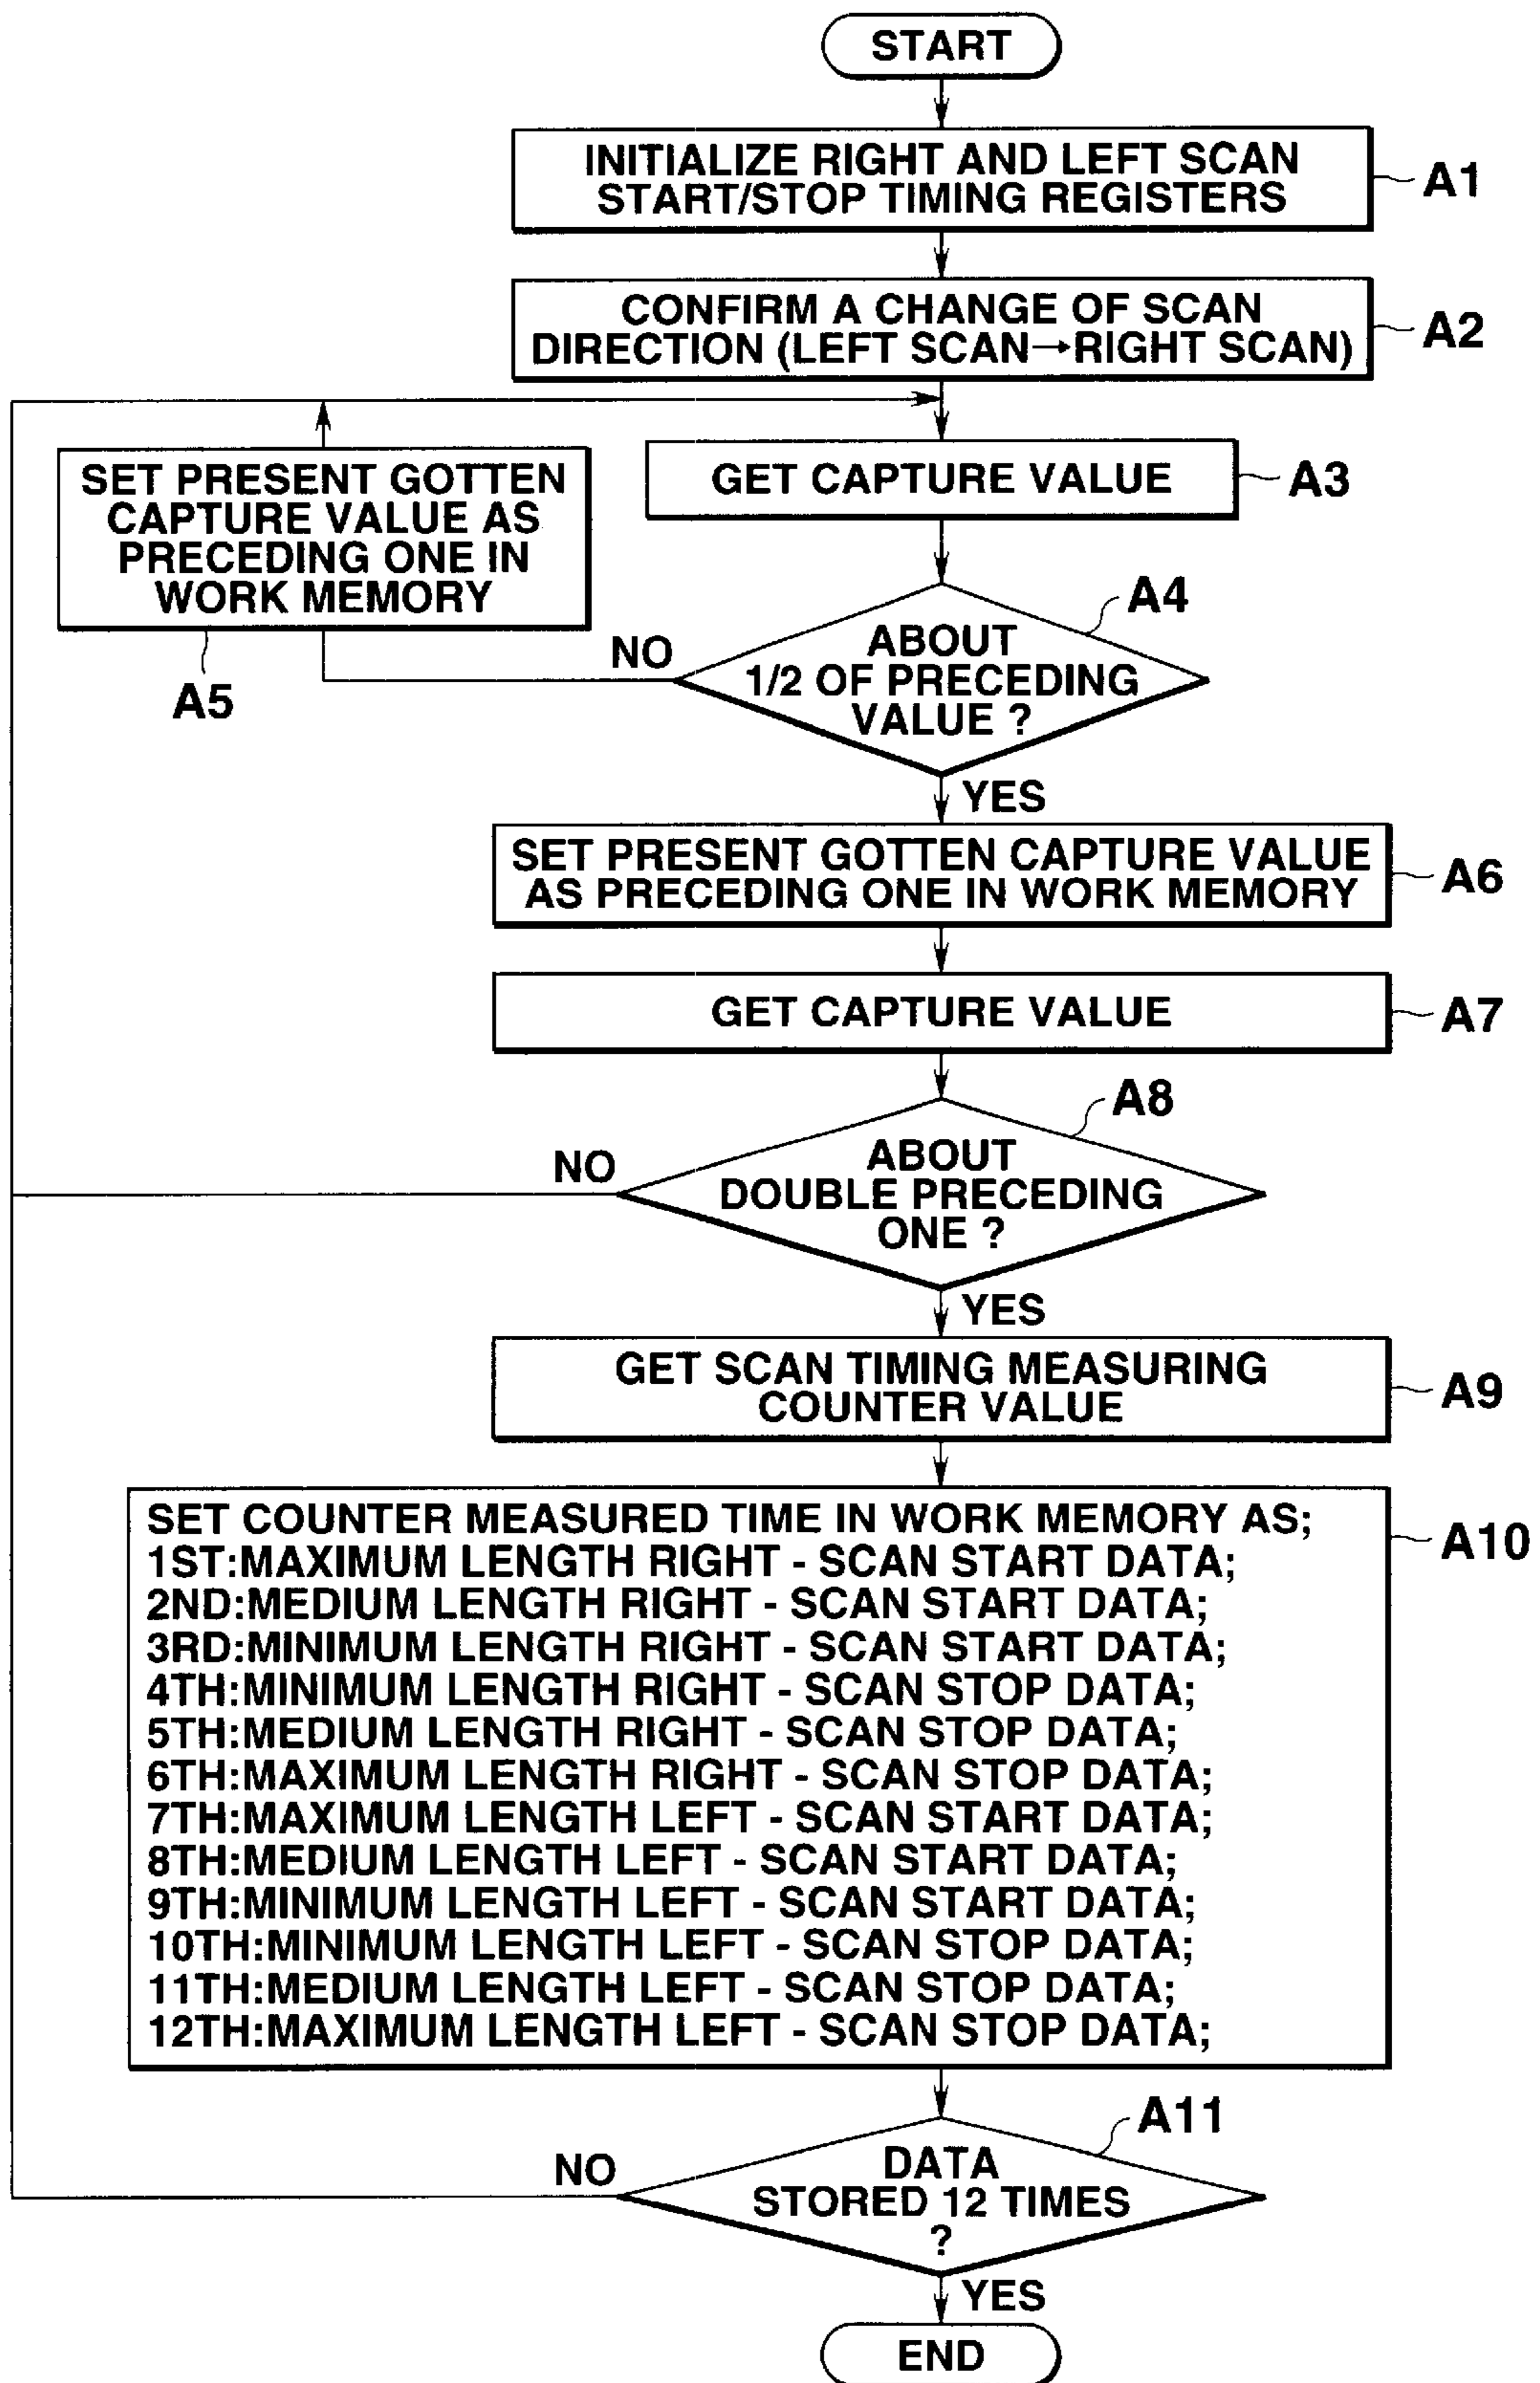 START
INITIALIZE RIGHT AND LEFT SCAN
START/STOP TIMING REGISTERS
A1
CONFIRM A CHANGE OF SCAN
DIRECTION (LEFT SCAN→RIGHT SCAN)
A2
SET PRESENT GOTTEN
CAPTURE VALUE AS
PRECEDING ONE IN
WORK MEMORY
A5
GET CAPTURE VALUE
A3
A4
ABOUT
1/2 OF PRECEDING
VALUE ?
NO
YES
SET PRESENT GOTTEN CAPTURE VALUE
AS PRECEDING ONE IN WORK MEMORY
A6
GET CAPTURE VALUE
A7
A8
ABOUT
DOUBLE PRECEDING
ONE ?
NO
YES
GET SCAN TIMING MEASURING
COUNTER VALUE
A9
SET COUNTER MEASURED TIME IN WORK MEMORY AS;
1ST:MAXIMUM LENGTH RIGHT - SCAN START DATA;
2ND:MEDIUM LENGTH RIGHT - SCAN START DATA;
3RD:MINIMUM LENGTH RIGHT - SCAN START DATA;
4TH:MINIMUM LENGTH RIGHT - SCAN STOP DATA;
5TH:MEDIUM LENGTH RIGHT - SCAN STOP DATA;
6TH:MAXIMUM LENGTH RIGHT - SCAN STOP DATA;
7TH:MAXIMUM LENGTH LEFT - SCAN START DATA;
8TH:MEDIUM LENGTH LEFT - SCAN START DATA;
9TH:MINIMUM LENGTH LEFT - SCAN START DATA;
10TH:MINIMUM LENGTH LEFT - SCAN STOP DATA;
11TH:MEDIUM LENGTH LEFT - SCAN STOP DATA;
12TH:MAXIMUM LENGTH LEFT - SCAN STOP DATA;
A10
A11
DATA
STORED 12 TIMES
?
NO
YES
END